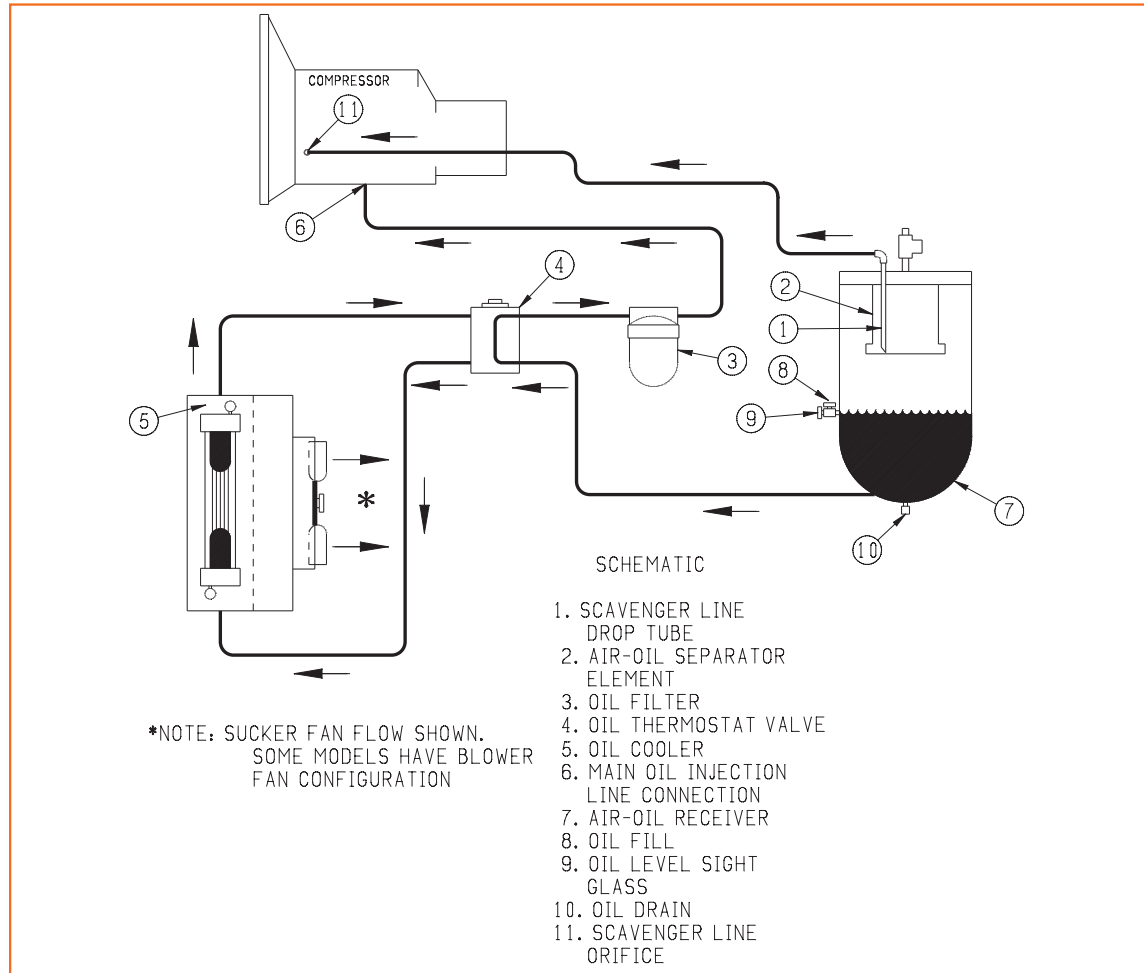 COMPRESSOR
11
6
4
2
1
3
8
9
5
*
7
10
SCHEMATIC
1. SCAVENGER LINE
DROP TUBE
2. AIR-OIL SEPARATOR
ELEMENT
3. OIL FILTER
4. OIL THERMOSTAT VALVE
5. OIL COOLER
6. MAIN OIL INJECTION
LINE CONNECTION
7. AIR-OIL RECEIVER
8. OIL FILL
9. OIL LEVEL SIGHT
GLASS
10. OIL DRAIN
11. SCAVENGER LINE
ORIFICE
*NOTE: SUCKER FAN FLOW SHOWN.
SOME MODELS HAVE BLOWER
FAN CONFIGURATION